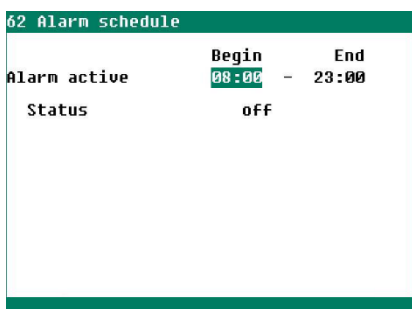 62 Alarm schedule
Begin End
Alarm active 08:00 - 23:00
Status off